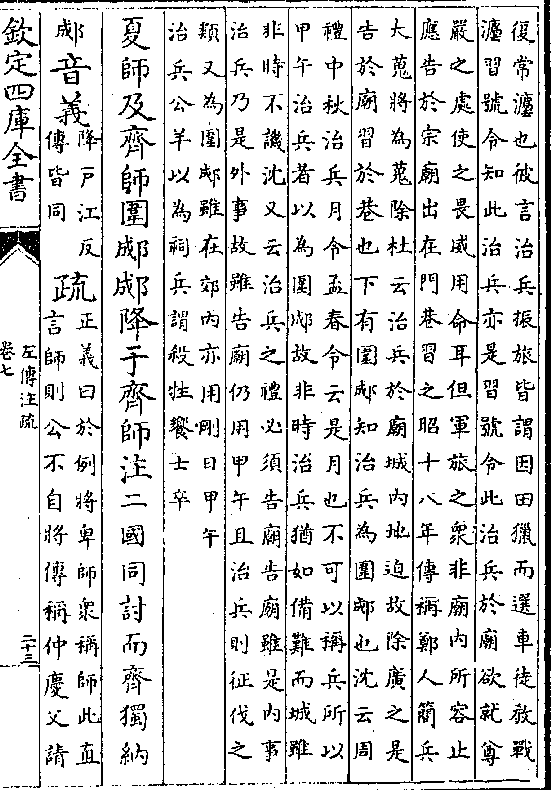 復常灋也彼言治兵振旅皆謂因田獵而選車徒教戰
灋習號令知此治兵亦是習號令此治兵於廟欲就尊
嚴之處使之畏威用命耳但軍旅之衆非廟内所容止
應告於宗廟出在門巷習之昭十八年傳稱鄭人簡兵
大蒐將為蒐除杜云治兵於廟城内地迫故除廣之是
告於廟習於巷也下有圍郕知治兵為圍郕也沈云周
禮中秋治兵月令孟春令云是月也不可以稱兵所以
甲午治兵者以為圍郕故非時治兵猶如備難而城雖
非時不譏沈又云治兵之禮必須告廟告廟雖是内事
治兵乃是外事故雖告廟仍用甲午且治兵則征伐之
類又為圍郕雖在郊内亦用剛日甲午
治兵公羊以為祠兵謂殺牲饗士卒
夏師及齊師圍郕郕降于齊師注二國同討而齊獨納
郕音義降戸江反
傳皆同
疏正義曰於例將卑師衆稱師此直
言師則公不自將傳稱仲慶父請
欽定四庫全書
左傳注疏
卷七
二十三